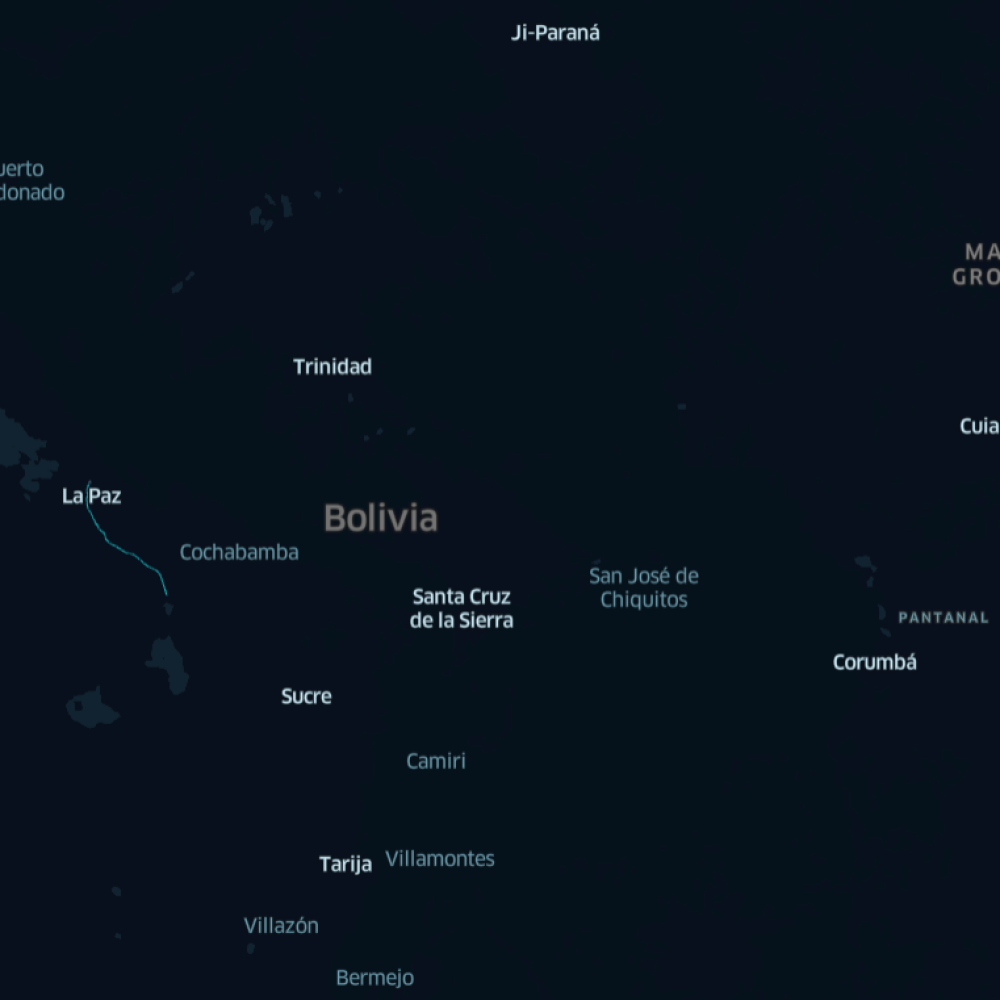 Ji-Paraná
uerto
donado
MA
GRO
Trinidad
Cuia
La Paz
Bolivia
Cochabamba
San José de
Chiquitos
Santa Cruz
de la Sierra
PANTANAL
Corumbá
Sucre
Camiri
Villamontes
Tarija
Villazón
Bermejo